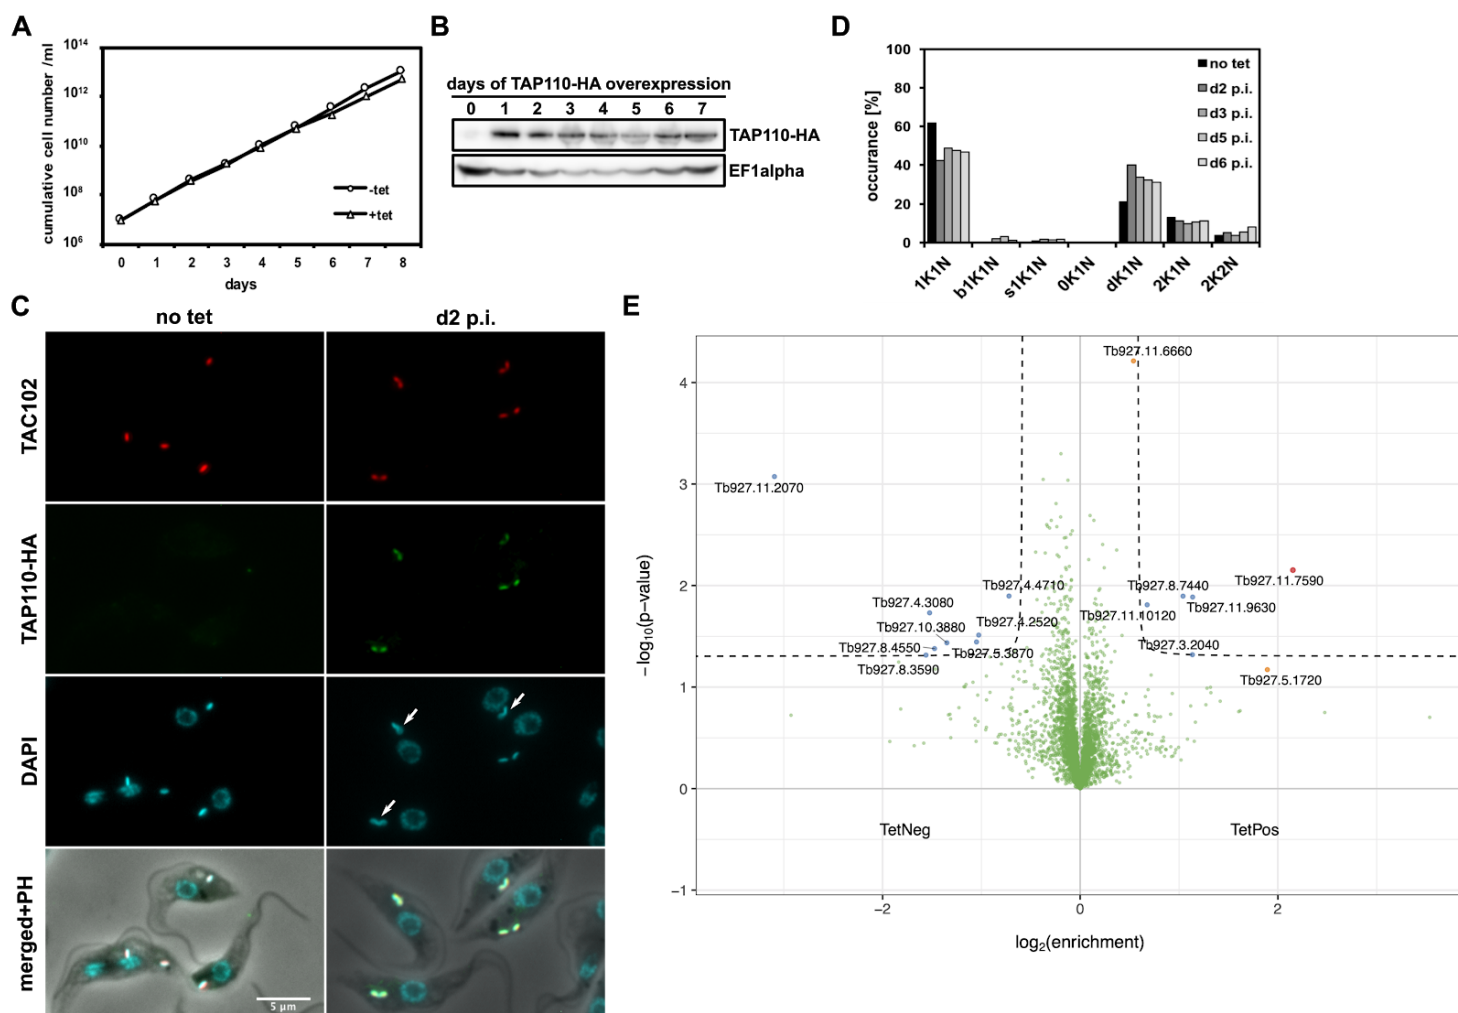 A
cumulative cell number /ml
10^14
10^12
10^10
10^8
10^6
-tet
+tet
0 1 2 3 4 5 6 7 8
days
B
days of TAP110-HA overexpression
0 1 2 3 4 5 6 7
TAP110-HA
EF1alpha
D
occurance [%]
100
80
60
40
20
0
no tet
d2 p.i.
d3 p.i.
d5 p.i.
d6 p.i.
1K1N b1K1N s1K1N 0K1N dK1N 2K1N 2K2N
C
no tet d2 p.i.
TAC102
TAP110-HA
DAPI
merged+PH
5 µm
E
−log10(p−value)
4
3
2
1
0
−1
Tb927.11.6660
Tb927.11.2070
Tb927.11.7590
Tb927.4.4710
Tb927.8.7440
Tb927.4.3080
Tb927.11.9630
Tb927.11.10120
Tb927.10.3880
Tb927.4.2520
Tb927.8.4550
Tb927.5.3870
Tb927.3.2040
Tb927.8.3590
Tb927.5.1720
TetNeg TetPos
−2 0 2
log2(enrichment)